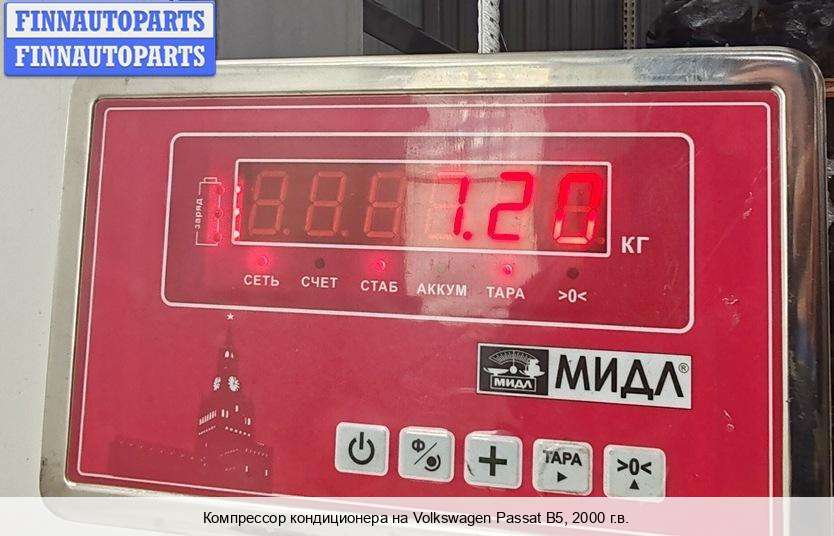 FINNAUTOPARTS
FINNAUTOPARTS
заряд
7.20
КГ
СЕТЬ СЧЕТ СТАБ АККУМ ТАРА >0<
МИДЛ МИДЛ®
Ф/ + ТАРА >0<
Компрессор кондиционера на Volkswagen Passat B5, 2000 г.в.